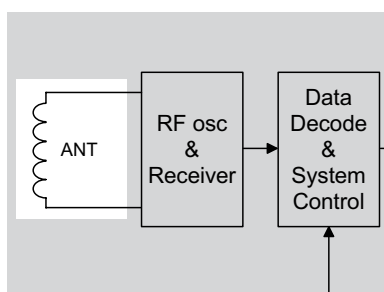 ANT
RF osc
&
Receiver
Data
Decode
&
System
Control